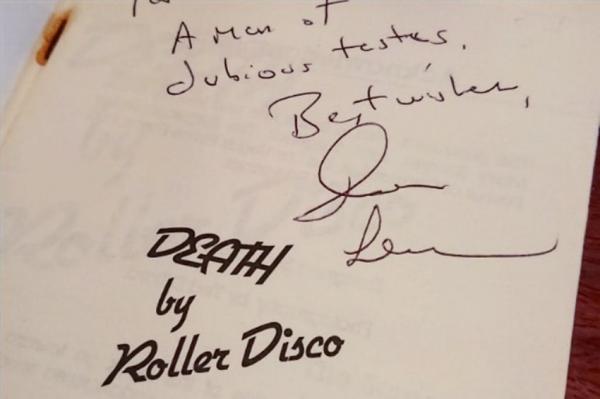 A man of
dubious tastes.
Best wishes,
DEATH
by
Roller Disco